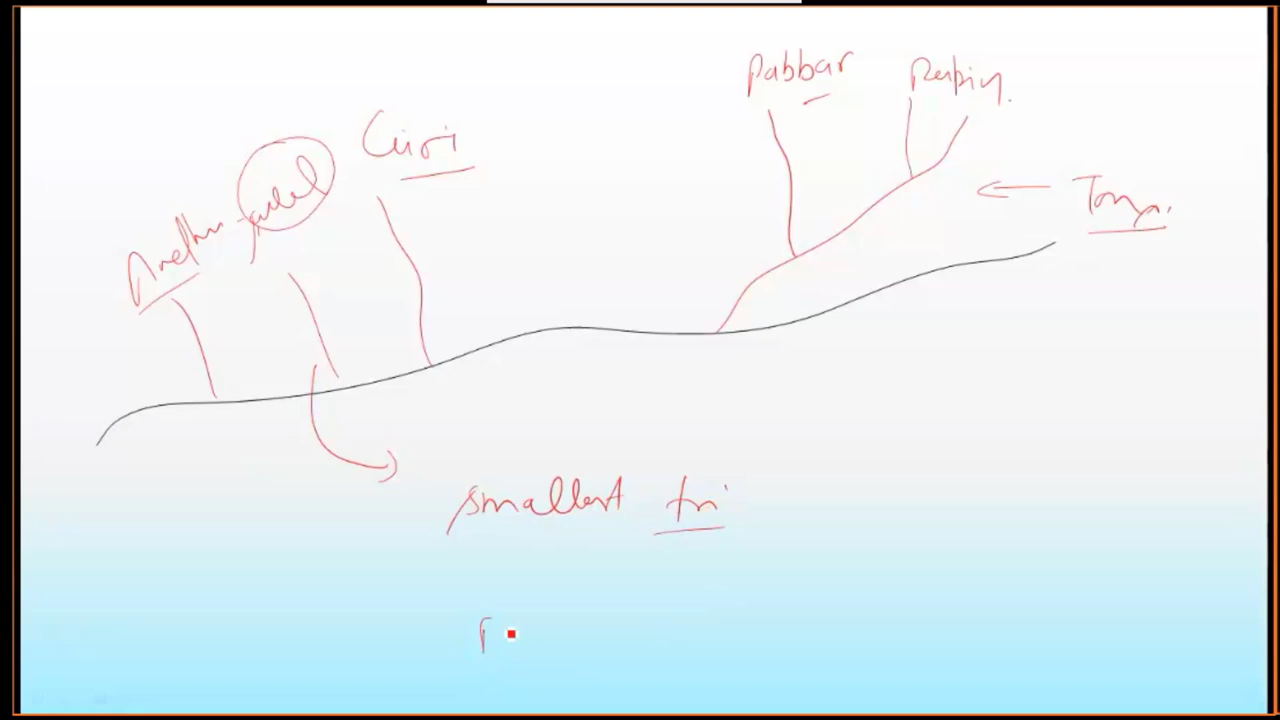 Pabbar Rupin
Giri
Andhra
Tons.
smallest tri